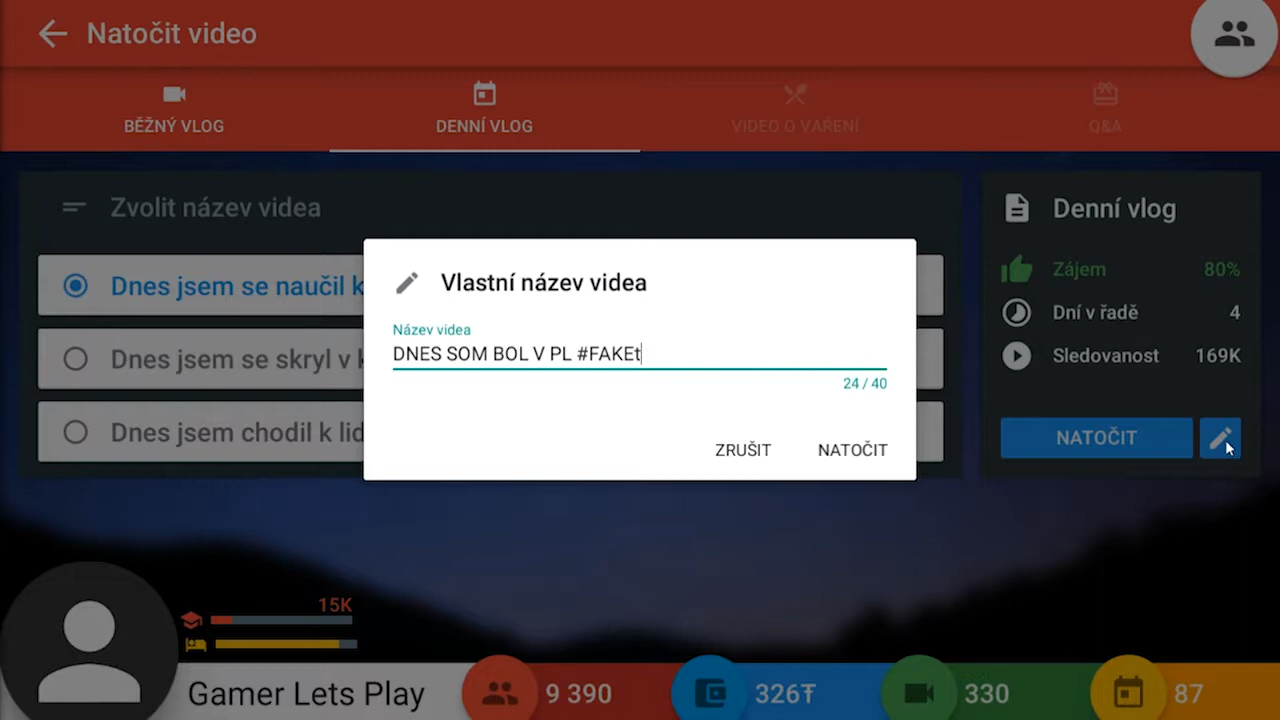 Natočit video
BĚŽNÝ VLOG
DENNÍ VLOG
VIDEO O VAŘENÍ
Q&A
Zvolit název videa
Dnes jsem se naučil k
Dnes jsem se skryl v k
Dnes jsem chodil k lid
Vlastní název videa
Název videa
DNES SOM BOL V PL #FAKEt
24 / 40
ZRUŠIT
NATOČIT
Denní vlog
Zájem 80%
Dní v řadě 4
Sledovanost 169K
NATOČIT
15K
Gamer Lets Play
9 390
326₸
330
87